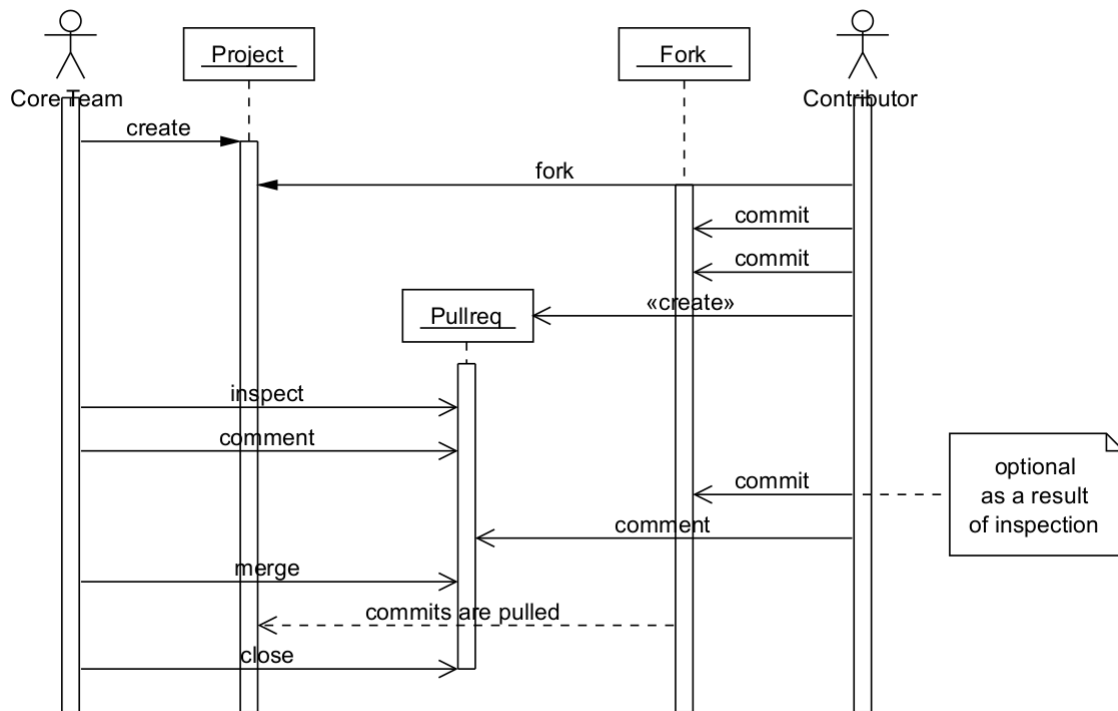 Project
Fork
Core Team
Contributor
create
fork
commit
commit
«create»
Pullreq
inspect
comment
commit
optional
as a result
of inspection
comment
merge
commits are pulled
close